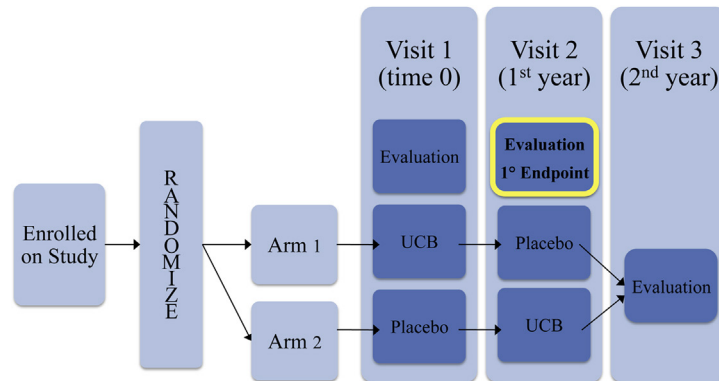 Visit 1
(time 0)
Visit 2
(1st year)
Visit 3
(2nd year)
Evaluation
Evaluation
1° Endpoint
Enrolled
on Study
RANDOMIZE
Arm 1
UCB
Placebo
Evaluation
Arm 2
Placebo
UCB